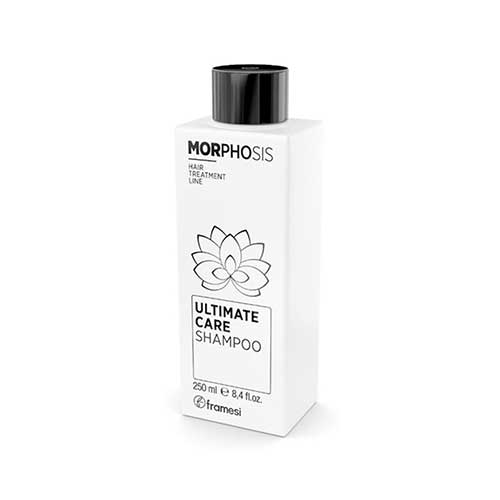 MORPHOSIS
HAIR
TREATMENT
LINE
ULTIMATE
CARE
SHAMPOO
250 ml ℮ 8,4 fl.oz.
framesi